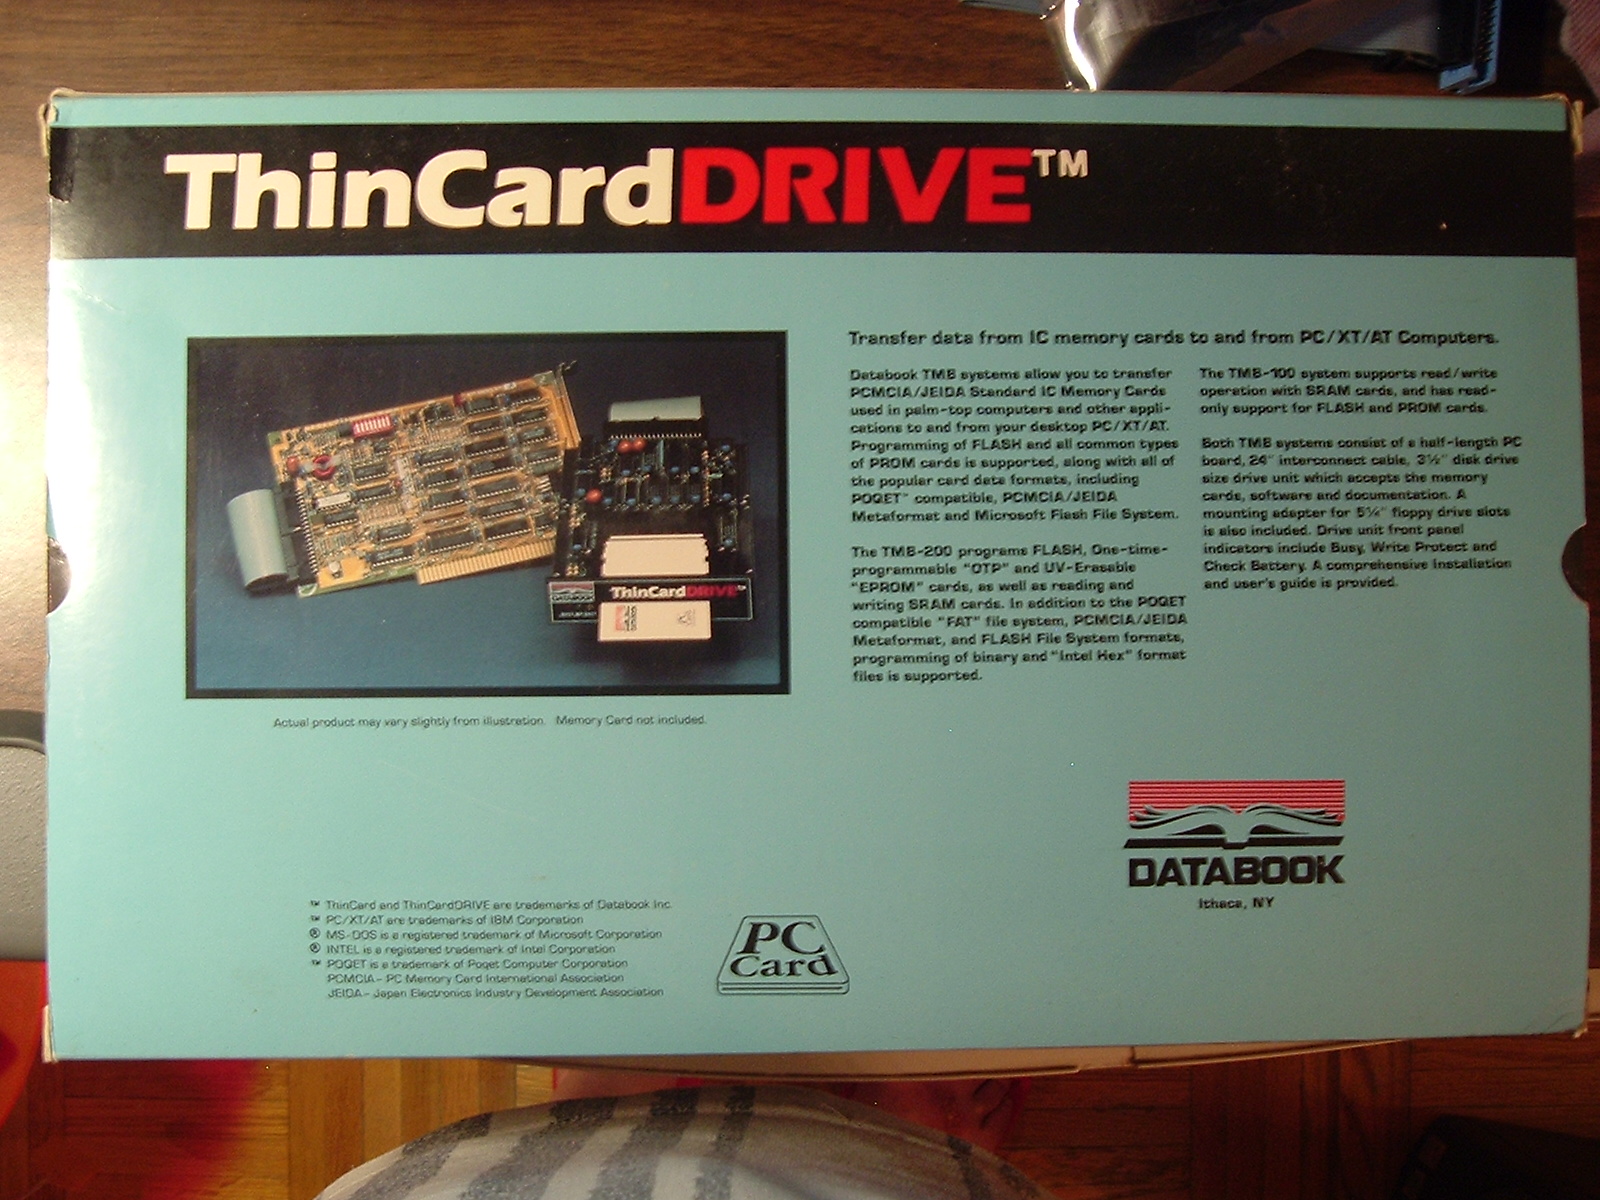 ThinCardDRIVE™
Transfer data from IC memory cards to and from PC/XT/AT Computers.
Databook TMB systems allow you to transfer
PCMCIA/JEIDA Standard IC Memory Cards
used in palm-top computers and other appli-
cations to and from your desktop PC/XT/AT.
Programming of FLASH and all common types
of PROM cards is supported, along with all of
the popular card data formats, including
POQET™ compatible, PCMCIA/JEIDA
Metaformat and Microsoft Flash File System.
The TMB-200 programs FLASH, One-time-
programmable "OTP" and UV-Erasable
"EPROM" cards, as well as reading and
writing SRAM cards. In addition to the POQET
compatible "FAT" file system, PCMCIA/JEIDA
Metaformat, and FLASH File System formats,
programming of binary and "Intel Hex" format
files is supported.
The TMB-100 system supports read/write
operation with SRAM cards, and has read-
only support for FLASH and PROM cards.
Both TMB systems consist of a half-length PC
board, 24" interconnect cable, 3½" disk drive
size drive unit which accepts the memory
cards, software and documentation. A
mounting adapter for 5¼" floppy drive slots
is also included. Drive unit front panel
indicators include Busy, Write Protect and
Check Battery. A comprehensive Installation
and user's guide is provided.
DATABOOK
ThinCardDRIVE™
Actual product may vary slightly from illustration. Memory Card not included.
DATABOOK
Ithaca, NY
™ ThinCard and ThinCardDRIVE are trademarks of Databook Inc.
™ PC/XT/AT are trademarks of IBM Corporation
® MS-DOS is a registered trademark of Microsoft Corporation
® INTEL is a registered trademark of Intel Corporation
™ POQET is a trademark of Poqet Computer Corporation
PCMCIA - PC Memory Card International Association
JEIDA - Japan Electronics Industry Development Association
PC
Card